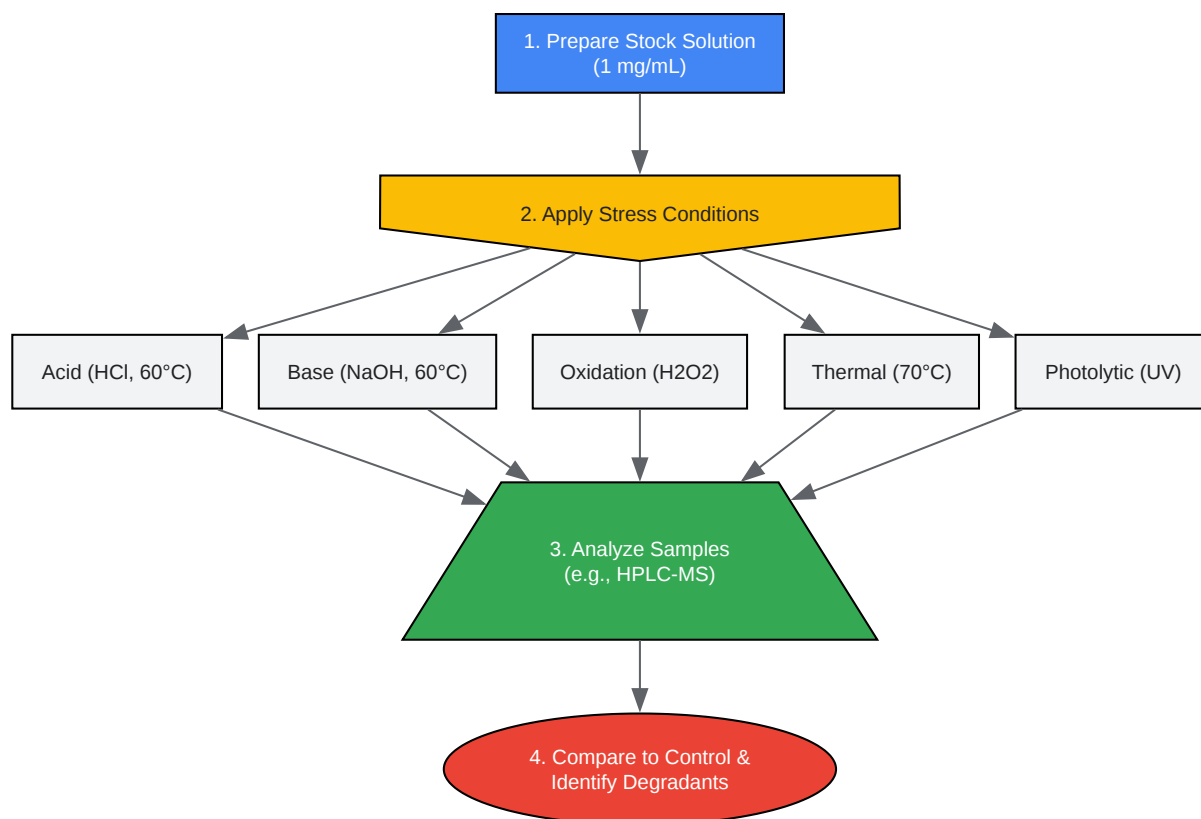 1. Prepare Stock Solution
(1 mg/mL)
2. Apply Stress Conditions
Acid (HCl, 60°C)
Base (NaOH, 60°C)
Oxidation (H2O2)
Thermal (70°C)
Photolytic (UV)
3. Analyze Samples
(e.g., HPLC-MS)
4. Compare to Control &
Identify Degradants